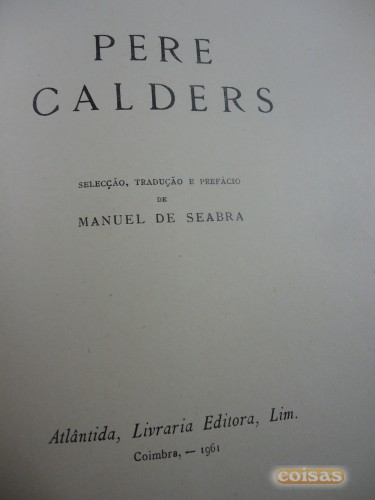 PERE
CALDERS
SELECÇÃO, TRADUÇÃO E PREFÁCIO
DE
MANUEL DE SEABRA
Atlântida, Livraria Editora, Lim.
Coimbra, — 1961
coisas